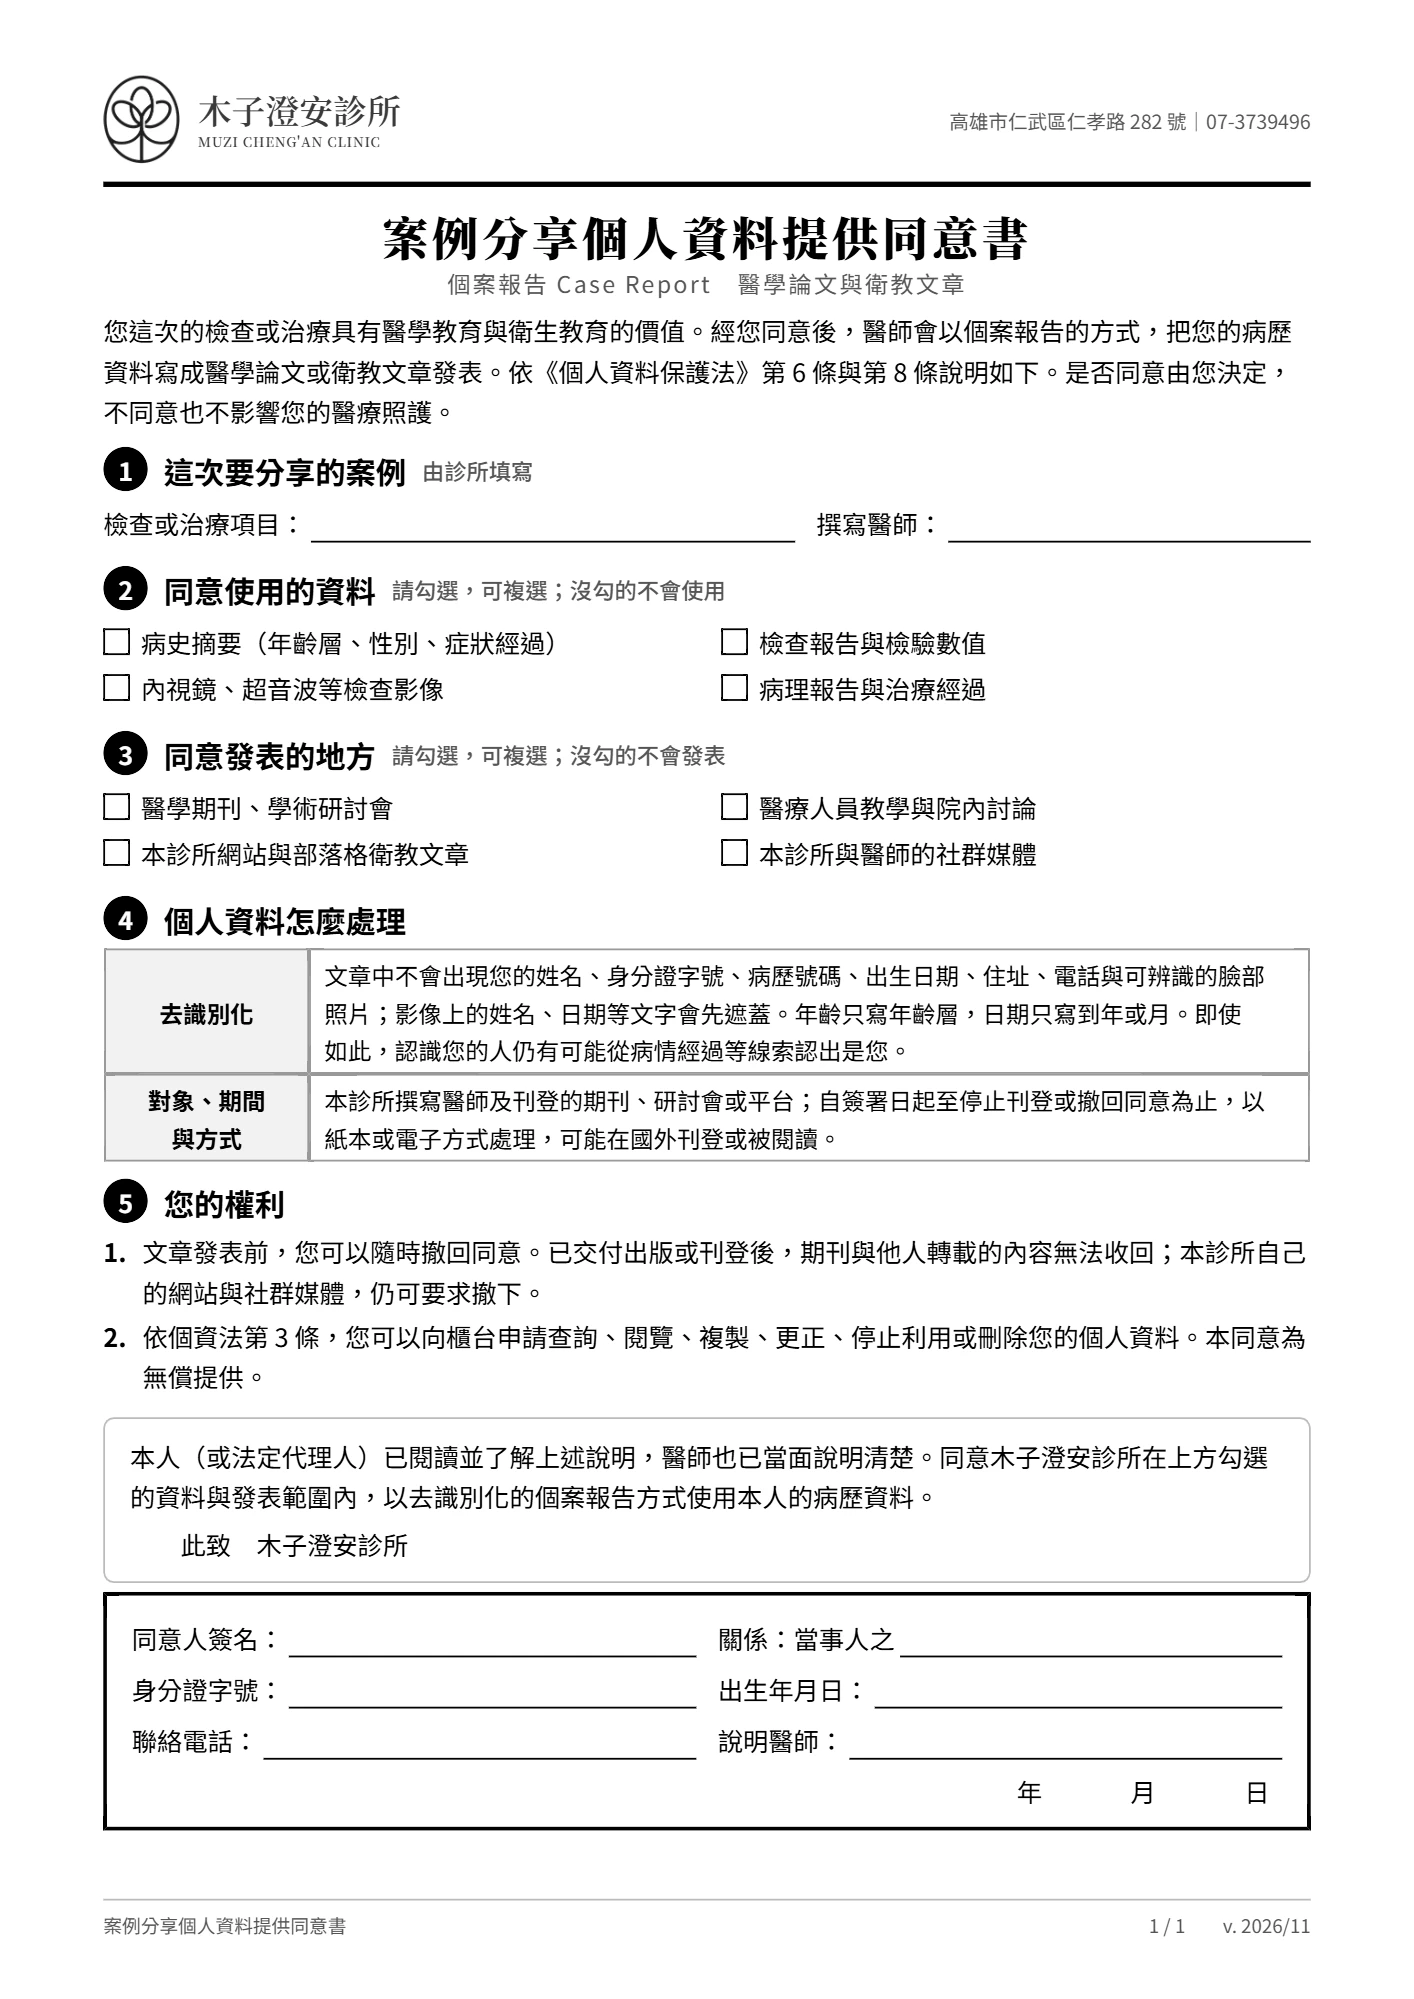 木子澄安診所
MUZI CHENG'AN CLINIC
高雄市仁武區仁孝路 282 號｜07-3739496
案例分享個人資料提供同意書
個案報告 Case Report　醫學論文與衛教文章
您這次的檢查或治療具有醫學教育與衛生教育的價值。經您同意後，醫師會以個案報告的方式，把您的病歷
資料寫成醫學論文或衛教文章發表。依《個人資料保護法》第 6 條與第 8 條說明如下。是否同意由您決定，
不同意也不影響您的醫療照護。
1 這次要分享的案例 由診所填寫
檢查或治療項目： 撰寫醫師：
2 同意使用的資料 請勾選，可複選；沒勾的不會使用
病史摘要（年齡層、性別、症狀經過） 檢查報告與檢驗數值
內視鏡、超音波等檢查影像 病理報告與治療經過
3 同意發表的地方 請勾選，可複選；沒勾的不會發表
醫學期刊、學術研討會 醫療人員教學與院內討論
本診所網站與部落格衛教文章 本診所與醫師的社群媒體
4 個人資料怎麼處理
去識別化
文章中不會出現您的姓名、身分證字號、病歷號碼、出生日期、住址、電話與可辨識的臉部
照片；影像上的姓名、日期等文字會先遮蓋。年齡只寫年齡層，日期只寫到年或月。即使
如此，認識您的人仍有可能從病情經過等線索認出是您。
對象、期間
與方式
本診所撰寫醫師及刊登的期刊、研討會或平台；自簽署日起至停止刊登或撤回同意為止，以
紙本或電子方式處理，可能在國外刊登或被閱讀。
5 您的權利
1. 文章發表前，您可以隨時撤回同意。已交付出版或刊登後，期刊與他人轉載的內容無法收回；本診所自己
的網站與社群媒體，仍可要求撤下。
2. 依個資法第 3 條，您可以向櫃台申請查詢、閱覽、複製、更正、停止利用或刪除您的個人資料。本同意為
無償提供。
本人（或法定代理人）已閱讀並了解上述說明，醫師也已當面說明清楚。同意木子澄安診所在上方勾選
的資料與發表範圍內，以去識別化的個案報告方式使用本人的病歷資料。
此致　木子澄安診所
同意人簽名： 關係：當事人之
身分證字號： 出生年月日：
聯絡電話： 說明醫師：
年 月 日
案例分享個人資料提供同意書 1 / 1 v. 2026/11